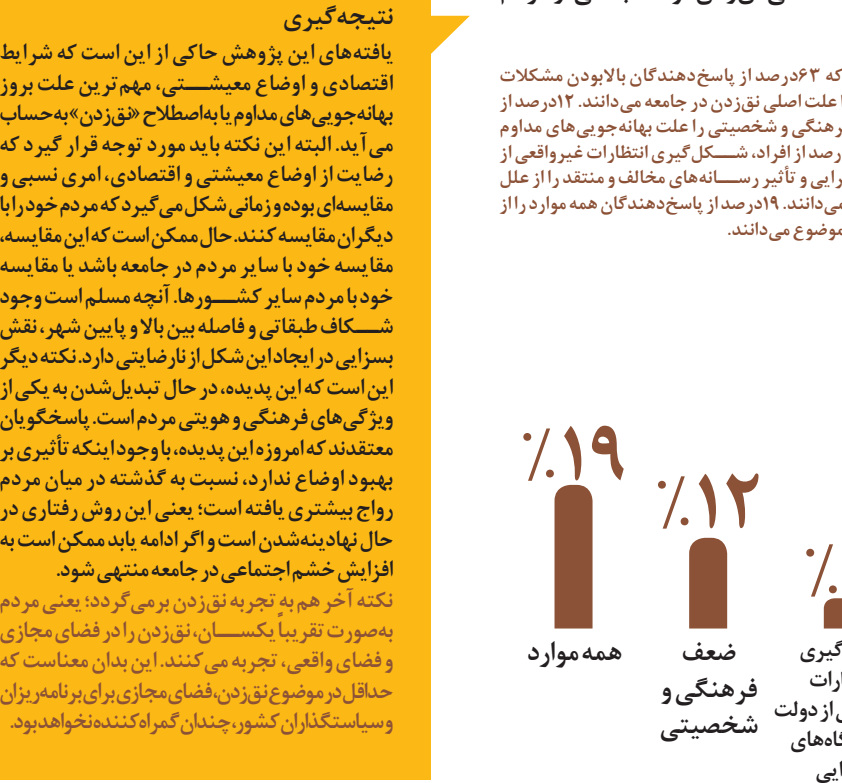 که ۶۳درصد از پاسخ‌دهندگان بالابودن مشکلات
علت اصلی نق‌زدن در جامعه می‌دانند. ۱۲درصد از
فرهنگی و شخصیتی را علت بهانه‌جویی‌های مداوم
درصد از افراد، شکل‌گیری انتظارات غیرواقعی از
رایی و تأثیر رسانه‌های مخالف و منتقد را از علل
می‌دانند. ۱۹درصد از پاسخ‌دهندگان همه موارد را از
موضوع می‌دانند.
٪۱۹
٪۱۲
٪
همه موارد
ضعف
فرهنگی و
شخصیتی
گیری
ارات
از دولت
گاه‌های
ایی
نتیجه‌گیری
یافته‌های این پژوهش حاکی از این است که شرایط
اقتصادی و اوضاع معیشتی، مهم‌ترین علت بروز
بهانه‌جویی‌های مداوم یا به‌اصطلاح «نق‌زدن» به‌حساب
می‌آید. البته این نکته باید مورد توجه قرار گیرد که
رضایت از اوضاع معیشتی و اقتصادی، امری نسبی و
مقایسه‌ای بوده و زمانی شکل می‌گیرد که مردم خود را با
دیگران مقایسه کنند. حال ممکن است که این مقایسه،
مقایسه خود با سایر مردم در جامعه باشد یا مقایسه
خود با مردم سایر کشورها. آنچه مسلم است وجود
شکاف طبقاتی و فاصله بین بالا و پایین شهر، نقش
بسزایی در ایجاد این شکل از نارضایتی دارد. نکته دیگر
این است که این پدیده، در حال تبدیل‌شدن به یکی از
ویژگی‌های فرهنگی و هویتی مردم است. پاسخگویان
معتقدند که امروزه این پدیده، با وجود اینکه تأثیری بر
بهبود اوضاع ندارد، نسبت به گذشته در میان مردم
رواج بیشتری یافته است؛ یعنی این روش رفتاری در
حال نهادینه‌شدن است و اگر ادامه یابد ممکن است به
افزایش خشم اجتماعی در جامعه منتهی شود.
نکته آخر هم به تجربه نق‌زدن برمی‌گردد؛ یعنی مردم
به‌صورت تقریباً یکسان، نق‌زدن را در فضای مجازی
و فضای واقعی، تجربه می‌کنند. این بدان معناست که
حداقل در موضوع نق‌زدن، فضای مجازی برای برنامه‌ریزان
و سیاستگذاران کشور، چندان گمراه‌کننده نخواهد بود.